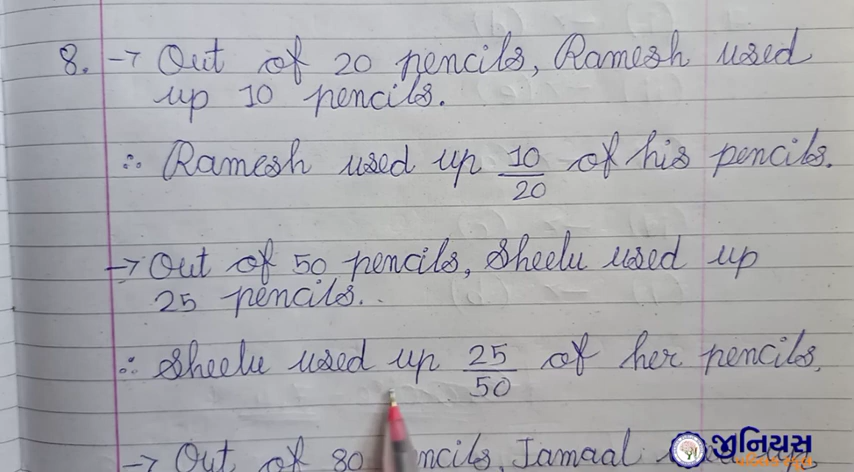 8. → Out of 20 pencils, Ramesh used
up 10 pencils.
∴ Ramesh used up 10/20 of his pencils.
→ Out of 50 pencils, Sheelu used up
25 pencils.
∴ Sheelu used up 25/50 of her pencils.
→ Out of 80 pencils, Jamaal up
જીનિયસ